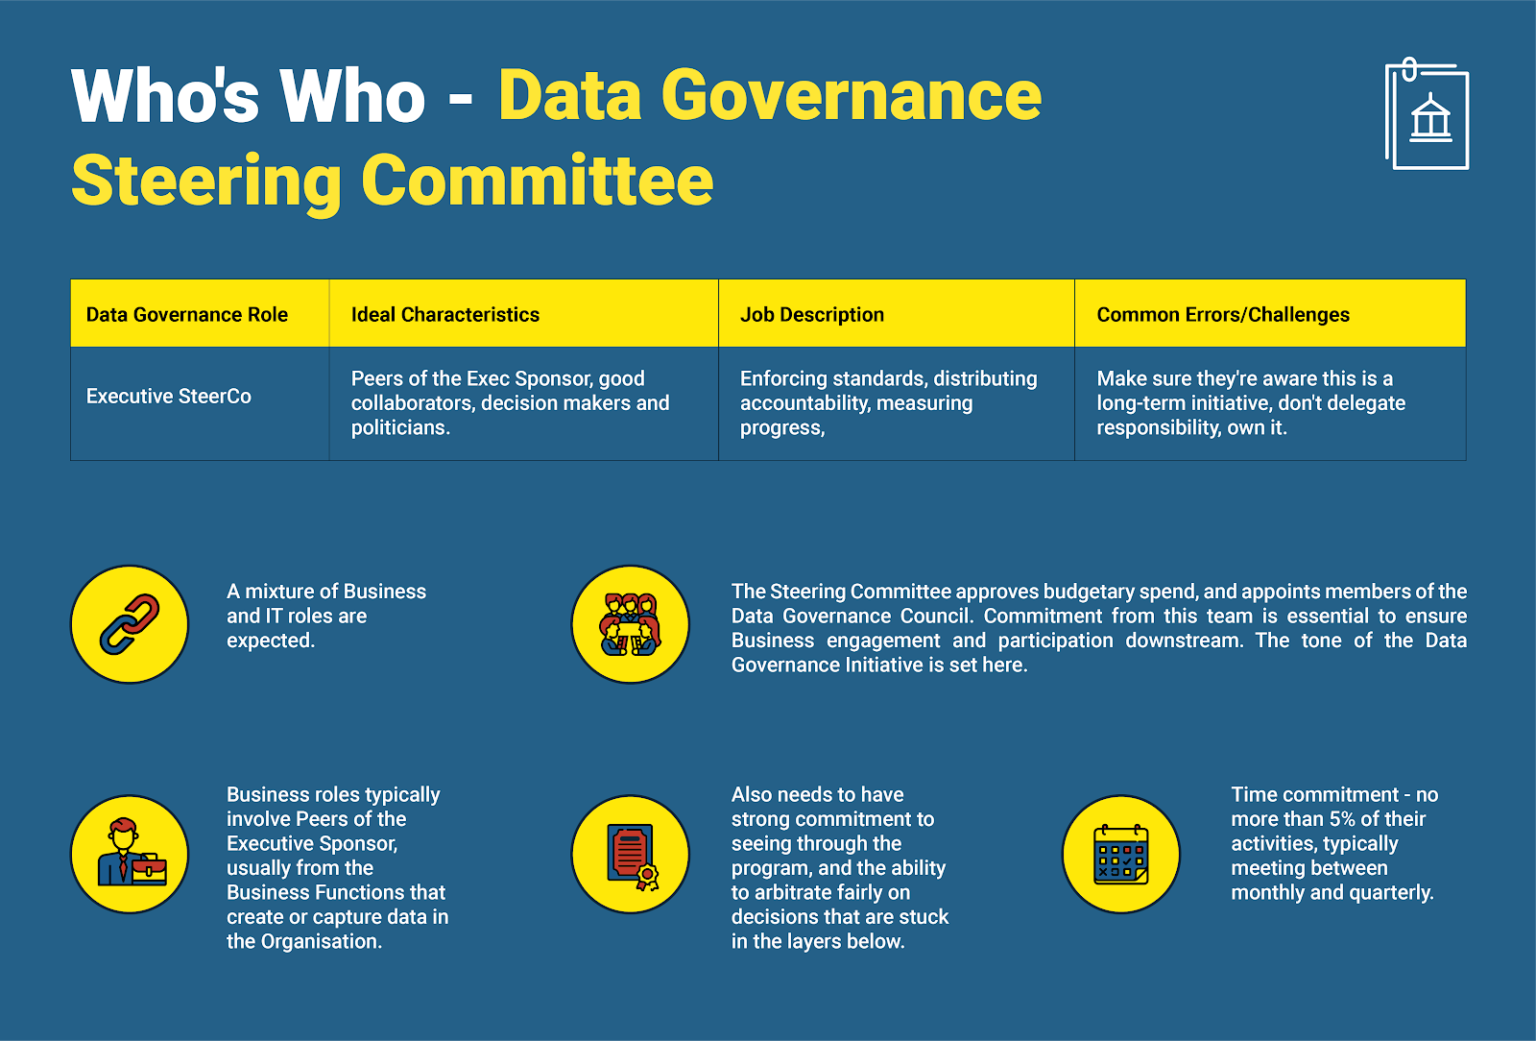 Who's Who - Data Governance
Steering Committee
Data Governance Role
Ideal Characteristics
Job Description
Common Errors/Challenges
Executive SteerCo
Peers of the Exec Sponsor, good
collaborators, decision makers and
politicians.
Enforcing standards, distributing
accountability, measuring
progress,
Make sure they're aware this is a
long-term initiative, don't delegate
responsibility, own it.
A mixture of Business
and IT roles are
expected.
The Steering Committee approves budgetary spend, and appoints members of the
Data Governance Council. Commitment from this team is essential to ensure
Business engagement and participation downstream. The tone of the Data
Governance Initiative is set here.
Business roles typically
involve Peers of the
Executive Sponsor,
usually from the
Business Functions that
create or capture data in
the Organisation.
Also needs to have
strong commitment to
seeing through the
program, and the ability
to arbitrate fairly on
decisions that are stuck
in the layers below.
Time commitment - no
more than 5% of their
activities, typically
meeting between
monthly and quarterly.